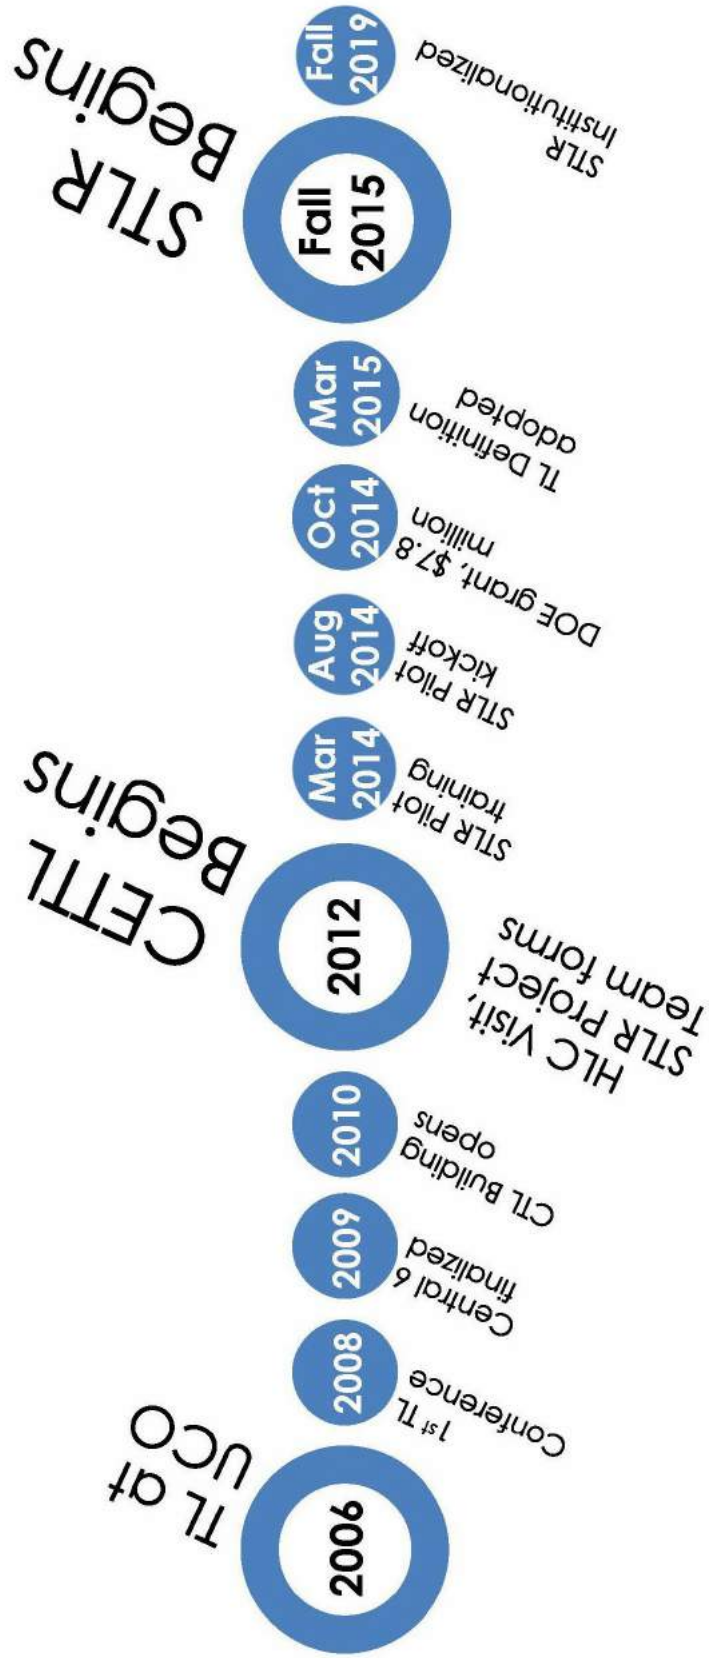 TL at
UCO
2006
2008
1st TL
Conference
2009
Central 6
finalized
2010
CTL Building
opens
CETTL
Begins
2012
HLC Visit,
STLR Project
Team forms
Mar
2014
STLR Pilot
training
Aug
2014
STLR Pilot
kickoff
Oct
2014
DOE grant, $7.8
million
Mar
2015
TL Definition
adopted
STLR
Begins
Fall
2015
Fall
2019
STLR
Institutionalized